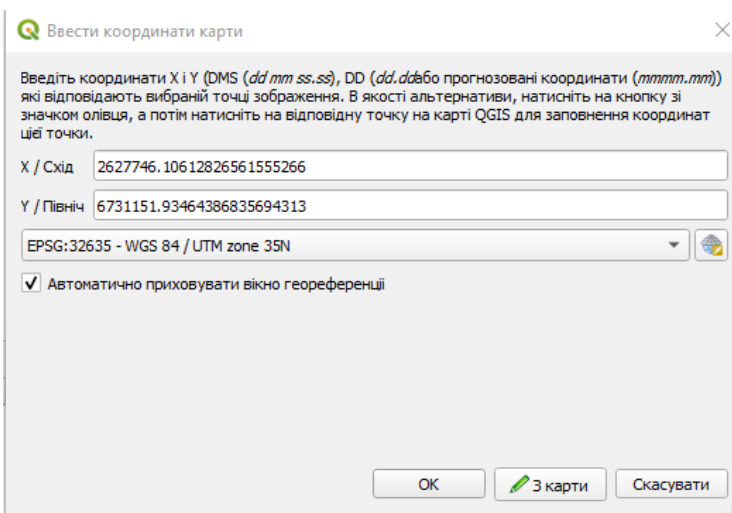 Ввести координати карти
Введіть координати X і Y (DMS (dd mm ss.ss), DD (dd.ddабо прогнозовані координати (mmmm.mm))
які відповідають вибраній точці зображення. В якості альтернативи, натисніть на кнопку зі
значком олівця, а потім натисніть на відповідну точку на карті QGIS для заповнення координат
цієї точки.
X / Схід 2627746.10612826561555266
Y / Північ 6731151.93464386835694313
EPSG:32635 - WGS 84 / UTM zone 35N
Автоматично приховувати вікно геореференції
OK
З карти
Скасувати